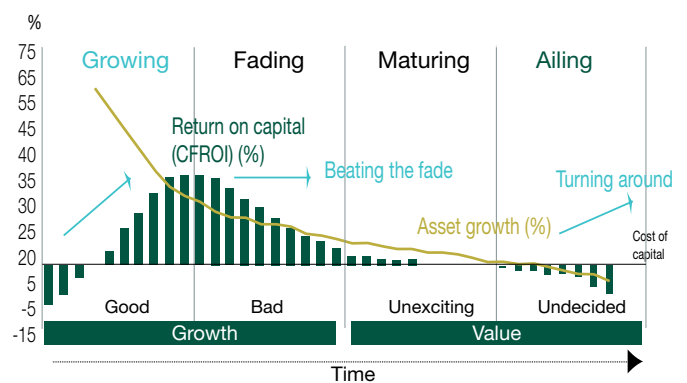 %
75
65
55
65
45
40
35
30
25
20
5
-5
-15
Growing
Fading
Maturing
Ailing
Return on capital
(CFROI) (%)
Beating the fade
Turning around
Asset growth (%)
Cost of
capital
Good
Bad
Unexciting
Undecided
Growth
Value
Time